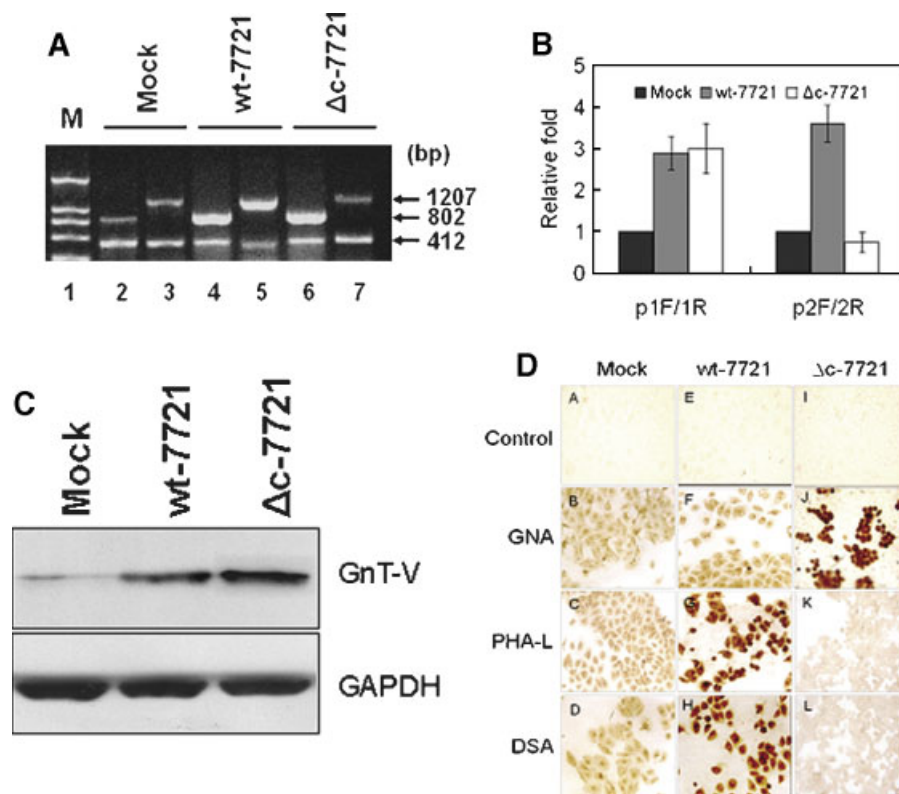 A
Mock
wt-7721
Δc-7721
M
(bp)
1207
802
412
1 2 3 4 5 6 7
B
5
4
3
2
1
0
Relative fold
Mock wt-7721 Δc-7721
p1F/1R p2F/2R
C
Mock
wt-7721
Δc-7721
GnT-V
GAPDH
D
Mock wt-7721 Δc-7721
Control
A E I
GNA
B F J
PHA-L
C G K
DSA
D H L